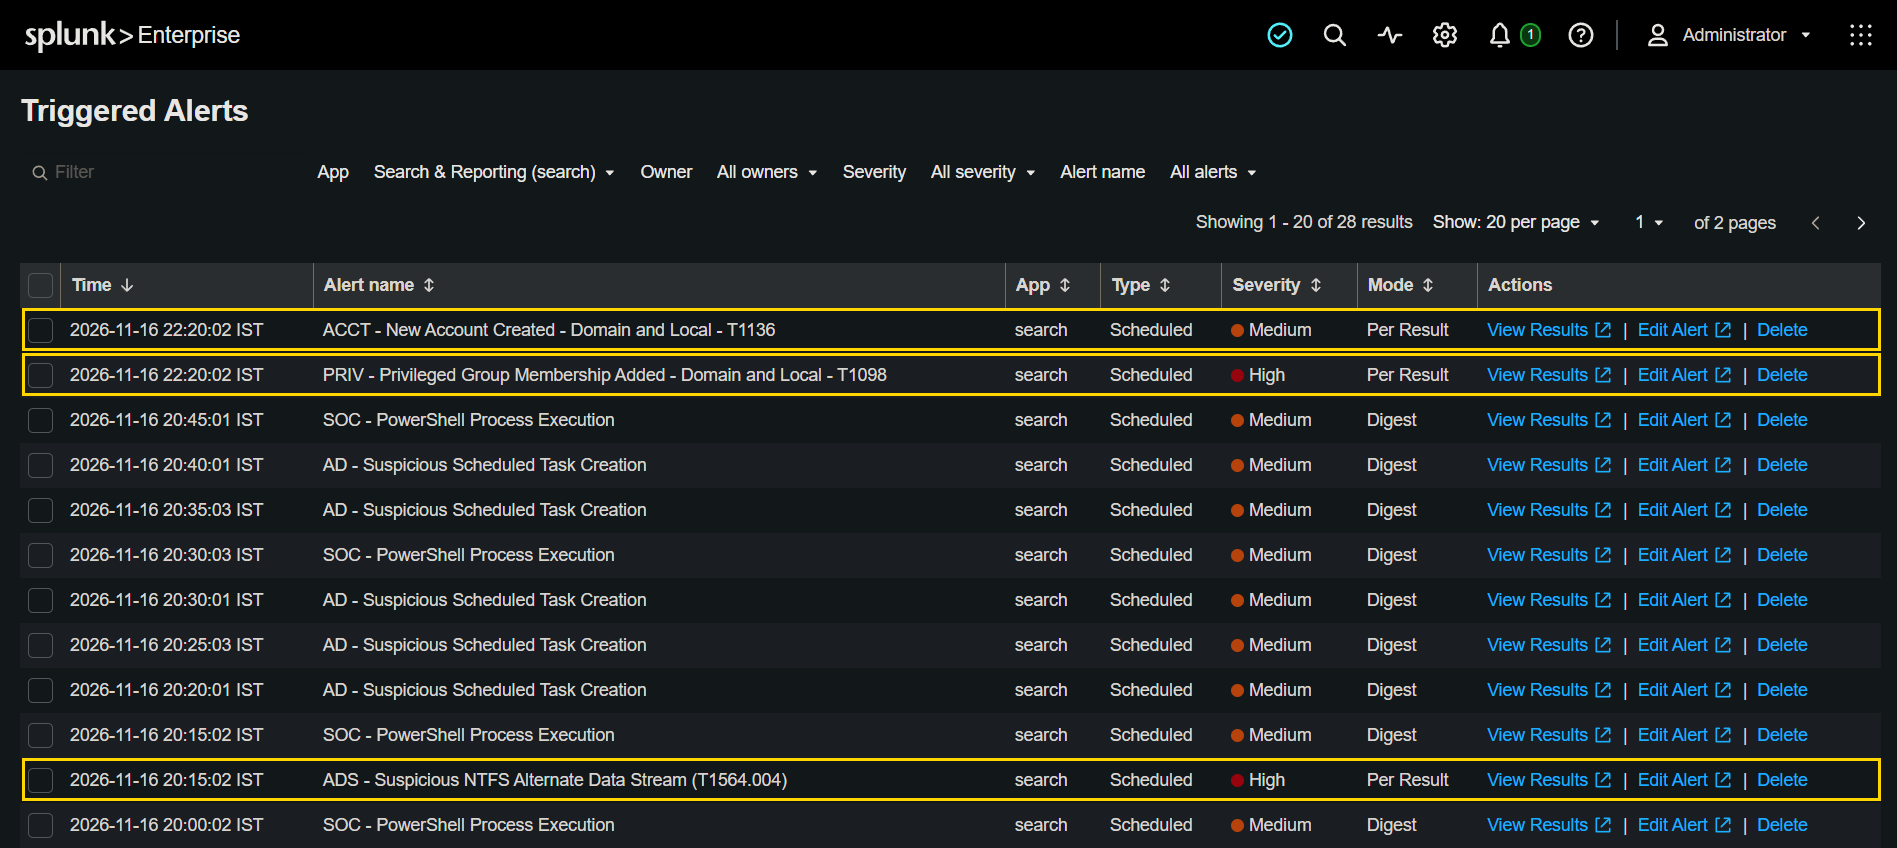 splunk> Enterprise
1
Administrator
Triggered Alerts
Filter
App Search & Reporting (search) Owner All owners Severity All severity Alert name All alerts
Showing 1 - 20 of 28 results Show: 20 per page 1 of 2 pages
Time Alert name App Type Severity Mode Actions
2026-11-16 22:20:02 IST ACCT - New Account Created - Domain and Local - T1136 search Scheduled Medium Per Result View Results | Edit Alert | Delete
2026-11-16 22:20:02 IST PRIV - Privileged Group Membership Added - Domain and Local - T1098 search Scheduled High Per Result View Results | Edit Alert | Delete
2026-11-16 20:45:01 IST SOC - PowerShell Process Execution search Scheduled Medium Digest View Results | Edit Alert | Delete
2026-11-16 20:40:01 IST AD - Suspicious Scheduled Task Creation search Scheduled Medium Digest View Results | Edit Alert | Delete
2026-11-16 20:35:03 IST AD - Suspicious Scheduled Task Creation search Scheduled Medium Digest View Results | Edit Alert | Delete
2026-11-16 20:30:03 IST SOC - PowerShell Process Execution search Scheduled Medium Digest View Results | Edit Alert | Delete
2026-11-16 20:30:01 IST AD - Suspicious Scheduled Task Creation search Scheduled Medium Digest View Results | Edit Alert | Delete
2026-11-16 20:25:03 IST AD - Suspicious Scheduled Task Creation search Scheduled Medium Digest View Results | Edit Alert | Delete
2026-11-16 20:20:01 IST AD - Suspicious Scheduled Task Creation search Scheduled Medium Digest View Results | Edit Alert | Delete
2026-11-16 20:15:02 IST SOC - PowerShell Process Execution search Scheduled Medium Digest View Results | Edit Alert | Delete
2026-11-16 20:15:02 IST ADS - Suspicious NTFS Alternate Data Stream (T1564.004) search Scheduled High Per Result View Results | Edit Alert | Delete
2026-11-16 20:00:02 IST SOC - PowerShell Process Execution search Scheduled Medium Digest View Results | Edit Alert | Delete